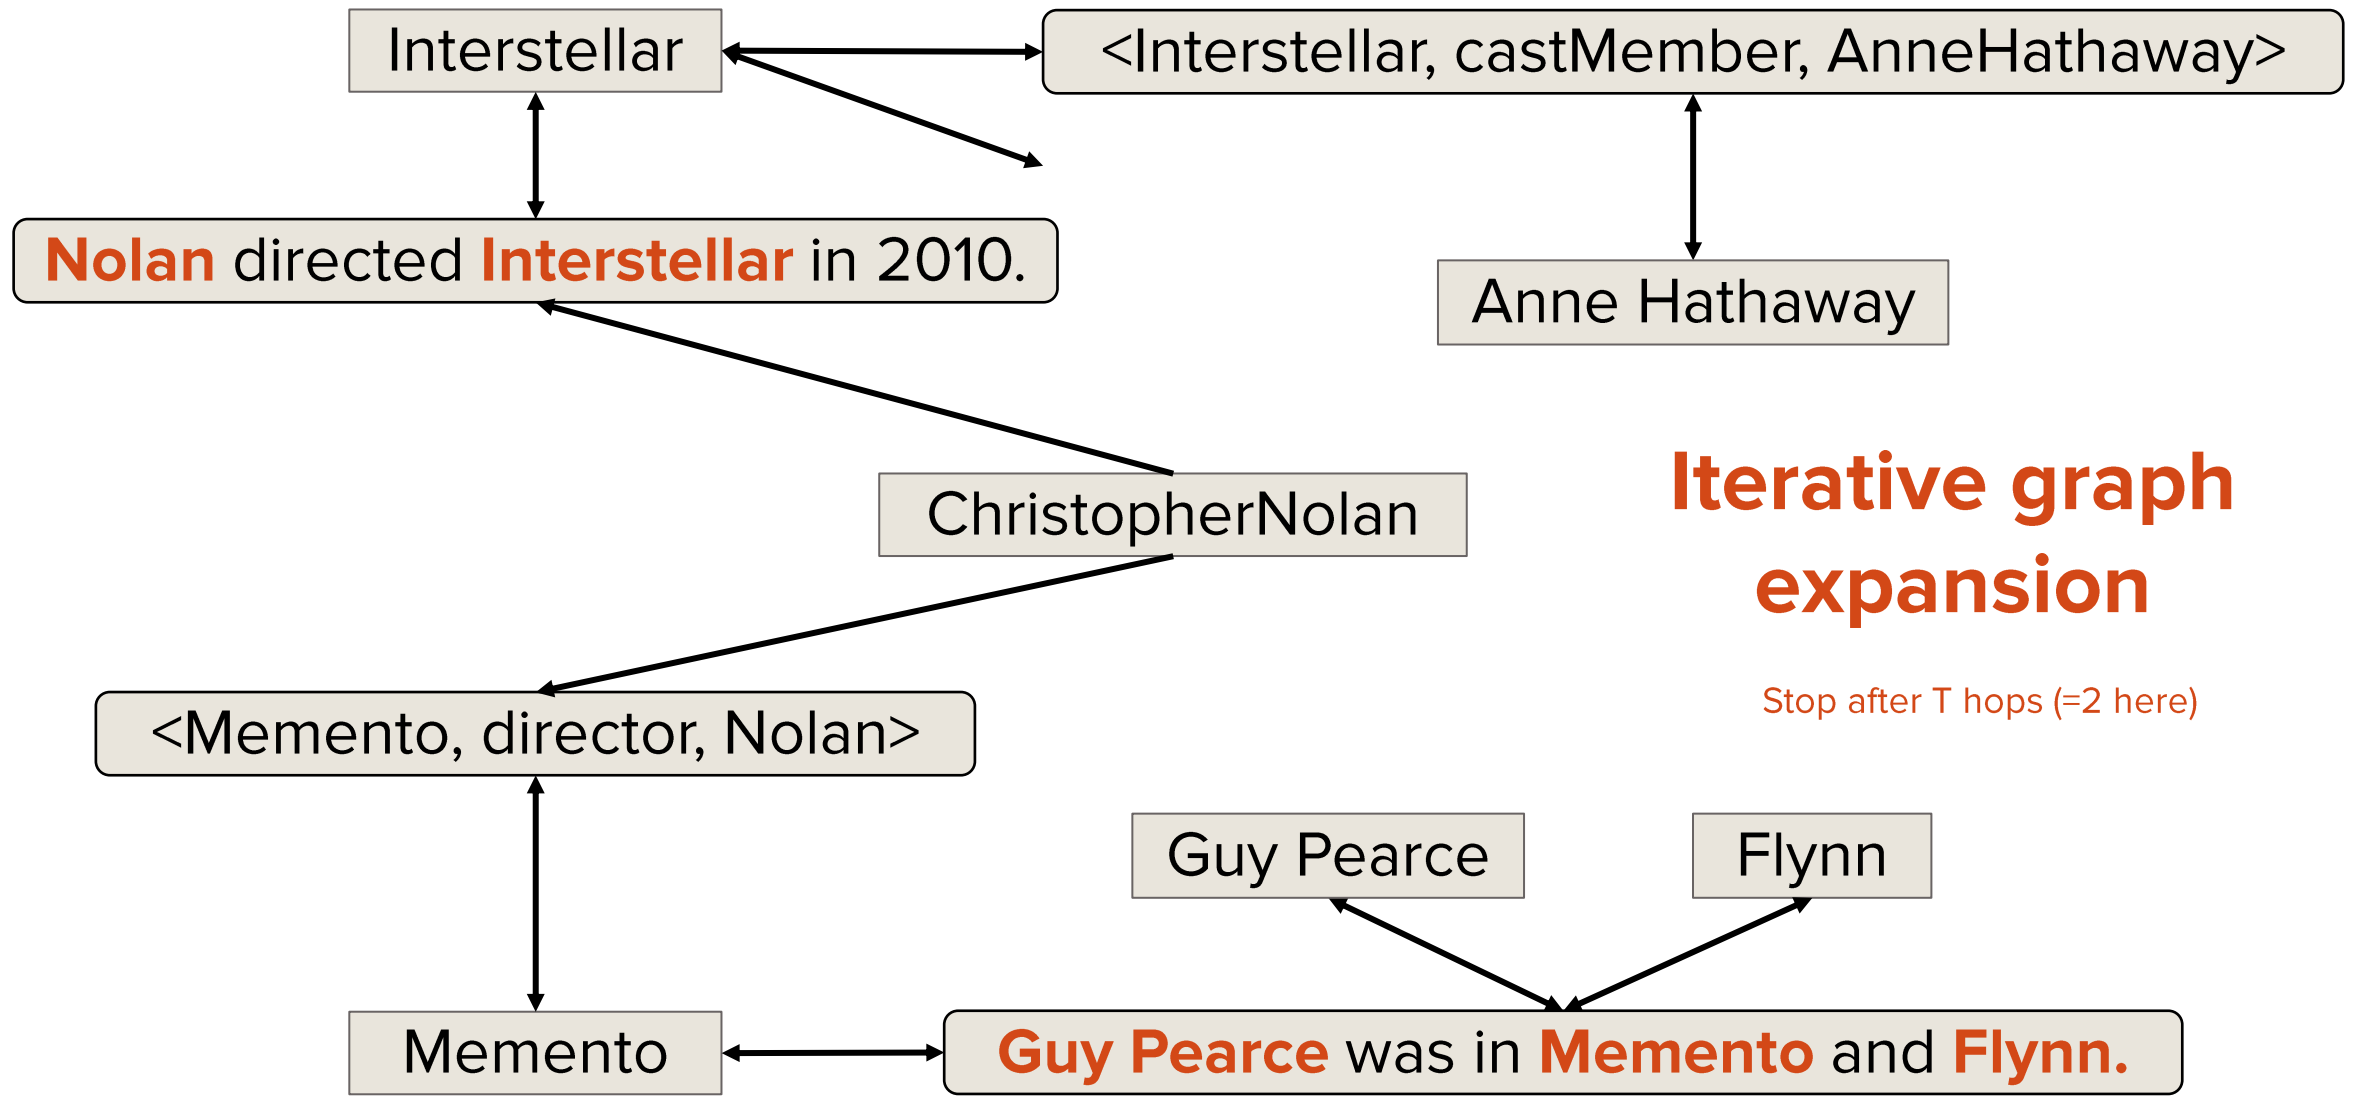 Interstellar
<Interstellar, castMember, AnneHathaway>
Nolan directed Interstellar in 2010.
Anne Hathaway
ChristopherNolan
Iterative graph
expansion
Stop after T hops (=2 here)
<Memento, director, Nolan>
Guy Pearce
Flynn
Memento
Guy Pearce was in Memento and Flynn.